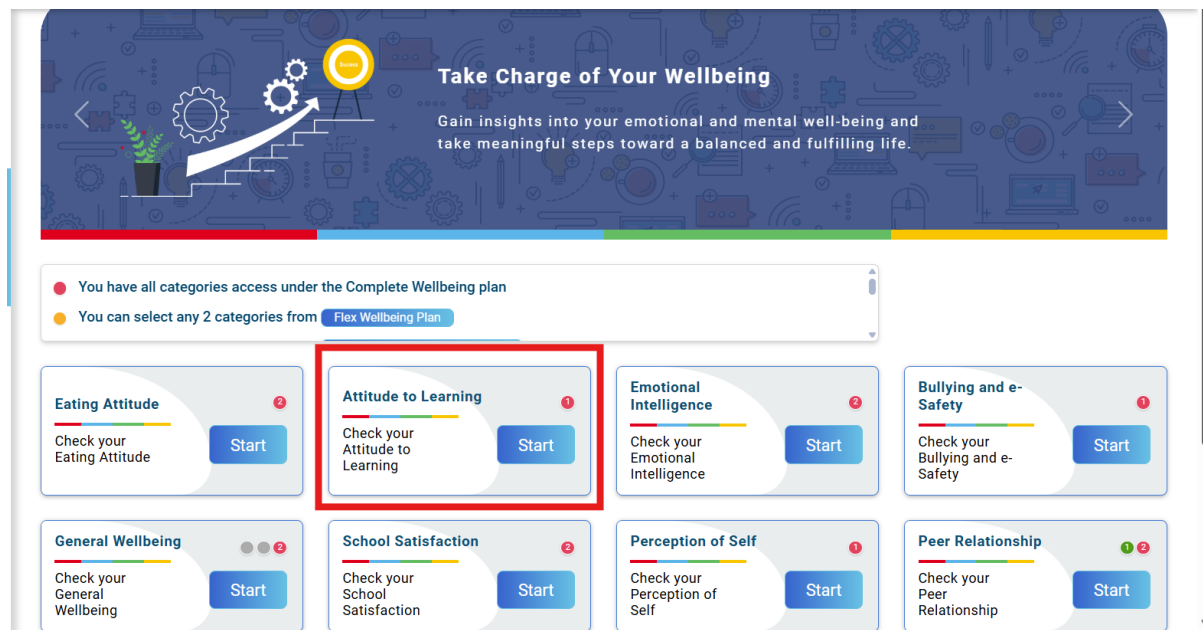 Success
Take Charge of Your Wellbeing
Gain insights into your emotional and mental well-being and
take meaningful steps toward a balanced and fulfilling life.
You have all categories access under the Complete Wellbeing plan
You can select any 2 categories from Flex Wellbeing Plan
Eating Attitude 2
Check your
Eating Attitude
Start
Attitude to Learning 1
Check your
Attitude to
Learning
Start
Emotional
Intelligence 2
Check your
Emotional
Intelligence
Start
Bullying and e-
Safety 1
Check your
Bullying and e-
Safety
Start
General Wellbeing 2
Check your
General
Wellbeing
Start
School Satisfaction 2
Check your
School
Satisfaction
Start
Perception of Self 1
Check your
Perception of
Self
Start
Peer Relationship 1 2
Check your
Peer
Relationship
Start